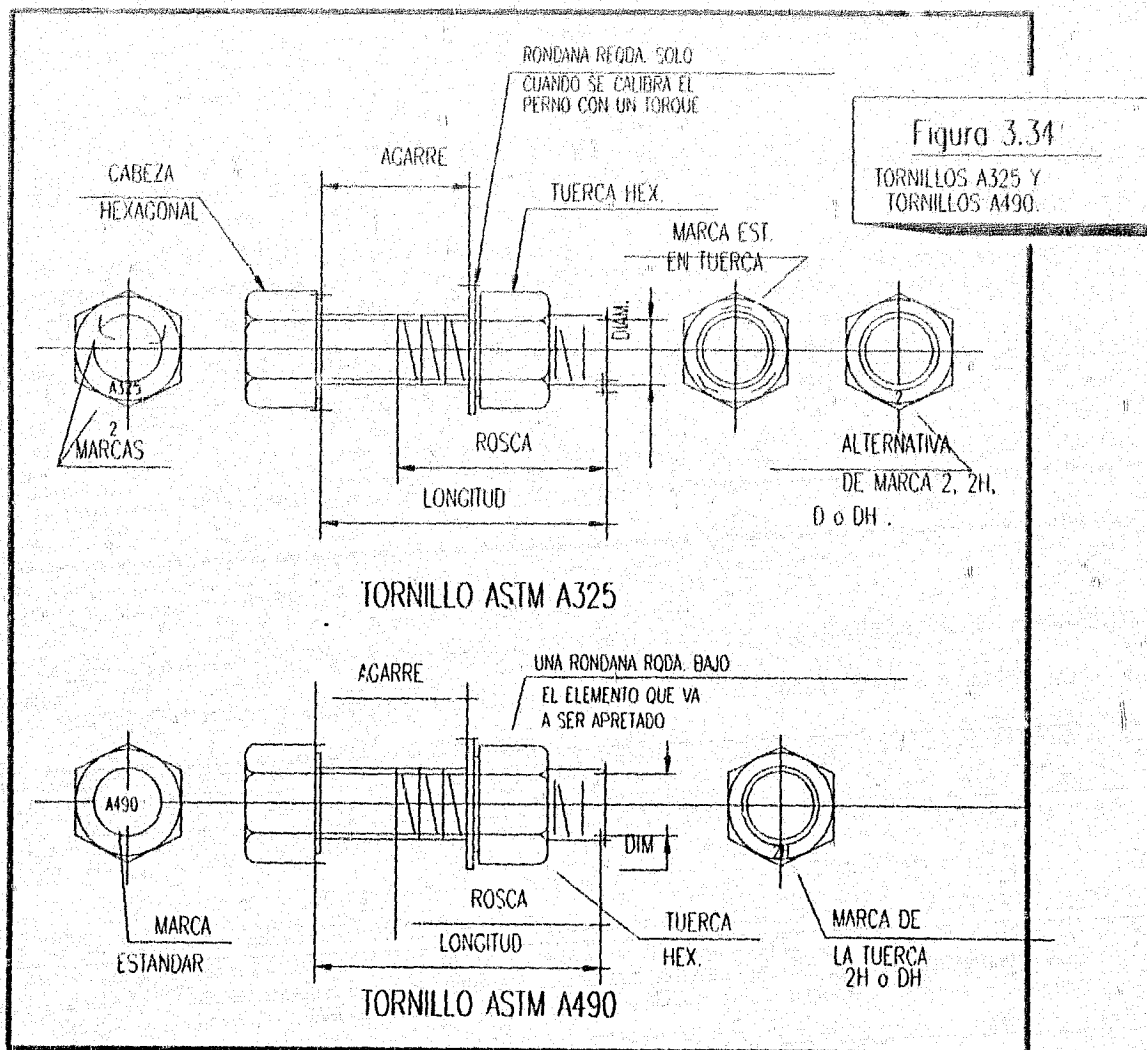 RONDANA REQDA. SOLO
CUANDO SE CALIBRA EL
PERNO CON UN TORQUE
Figura 3.34
TORNILLOS A325 Y
TORNILLOS A490.
AGARRE
CABEZA
HEXAGONAL
TUERCA HEX.
MARCA EST.
EN TUERCA
DIAM.
A325
2
2
MARCAS
ROSCA
LONGITUD
ALTERNATIVA
DE MARCA 2, 2H,
D o DH .
TORNILLO ASTM A325
AGARRE
UNA RONDANA RQDA. BAJO
EL ELEMENTO QUE VA
A SER APRETADO
A490
DIM
2H
ROSCA
LONGITUD
MARCA
ESTANDAR
TUERCA
HEX.
MARCA DE
LA TUERCA
2H o DH
TORNILLO ASTM A490